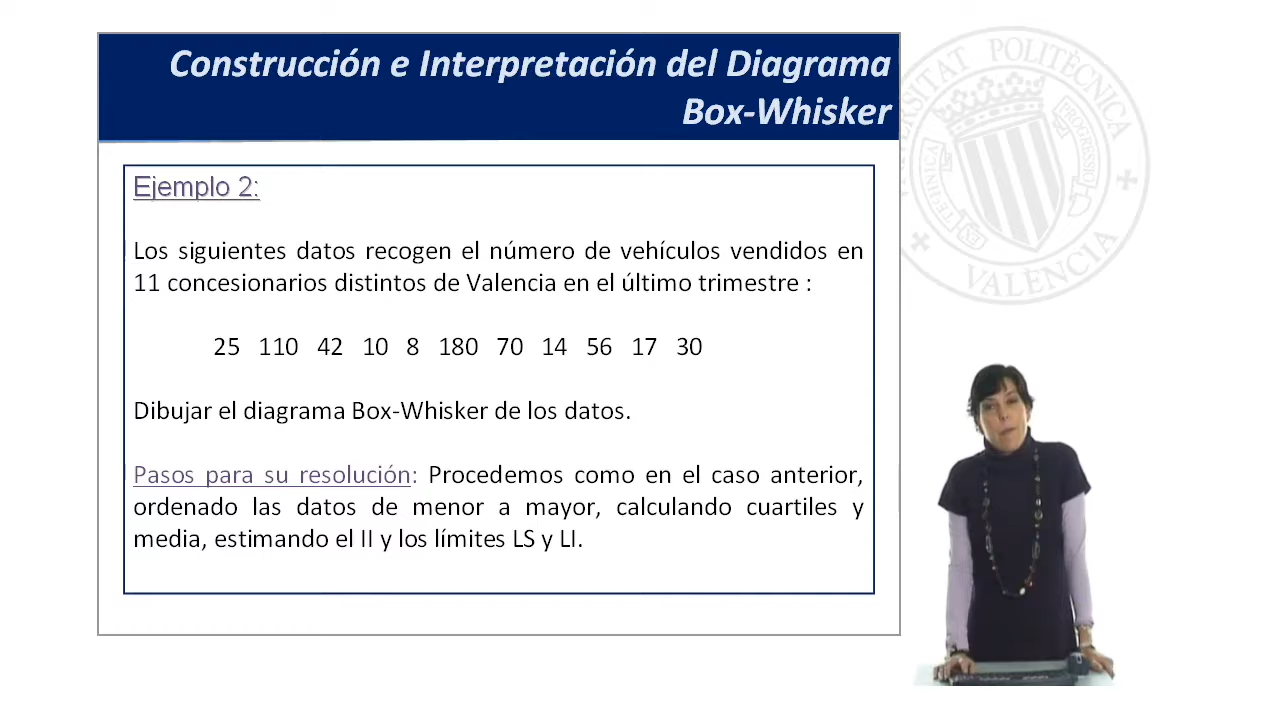 Construcción e Interpretación del Diagrama
Box-Whisker
Ejemplo 2:
Los siguientes datos recogen el número de vehículos vendidos en
11 concesionarios distintos de Valencia en el último trimestre :
25 110 42 10 8 180 70 14 56 17 30
Dibujar el diagrama Box-Whisker de los datos.
Pasos para su resolución: Procedemos como en el caso anterior,
ordenado las datos de menor a mayor, calculando cuartiles y
media, estimando el II y los límites LS y LI.
POLITÈCNICA
VALÈNCIA